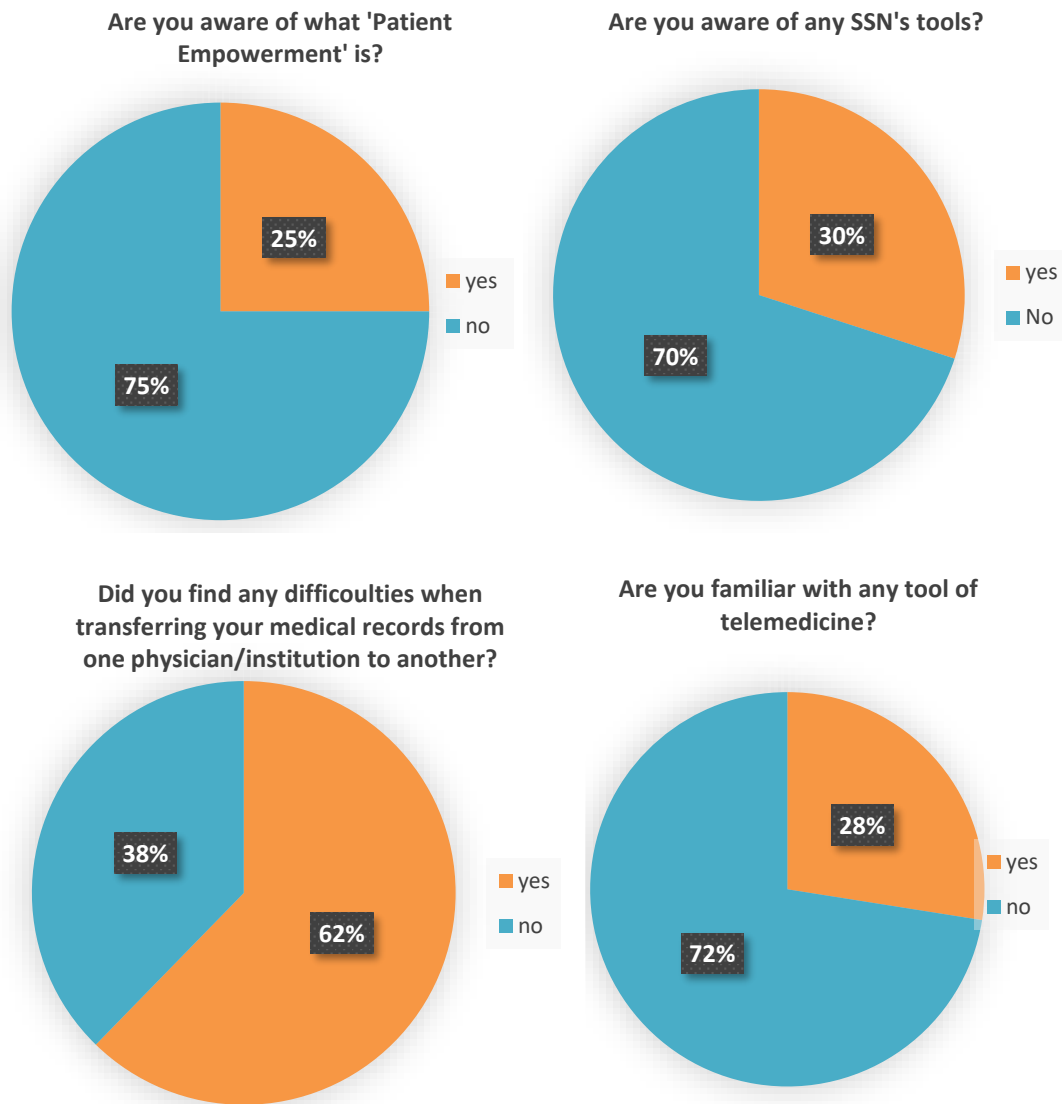 Are you aware of what 'Patient
Empowerment' is?
25%
75%
yes
no
Are you aware of any SSN's tools?
30%
70%
yes
No
Did you find any difficoulties when
transferring your medical records from
one physician/institution to another?
38%
62%
yes
no
Are you familiar with any tool of
telemedicine?
28%
72%
yes
no